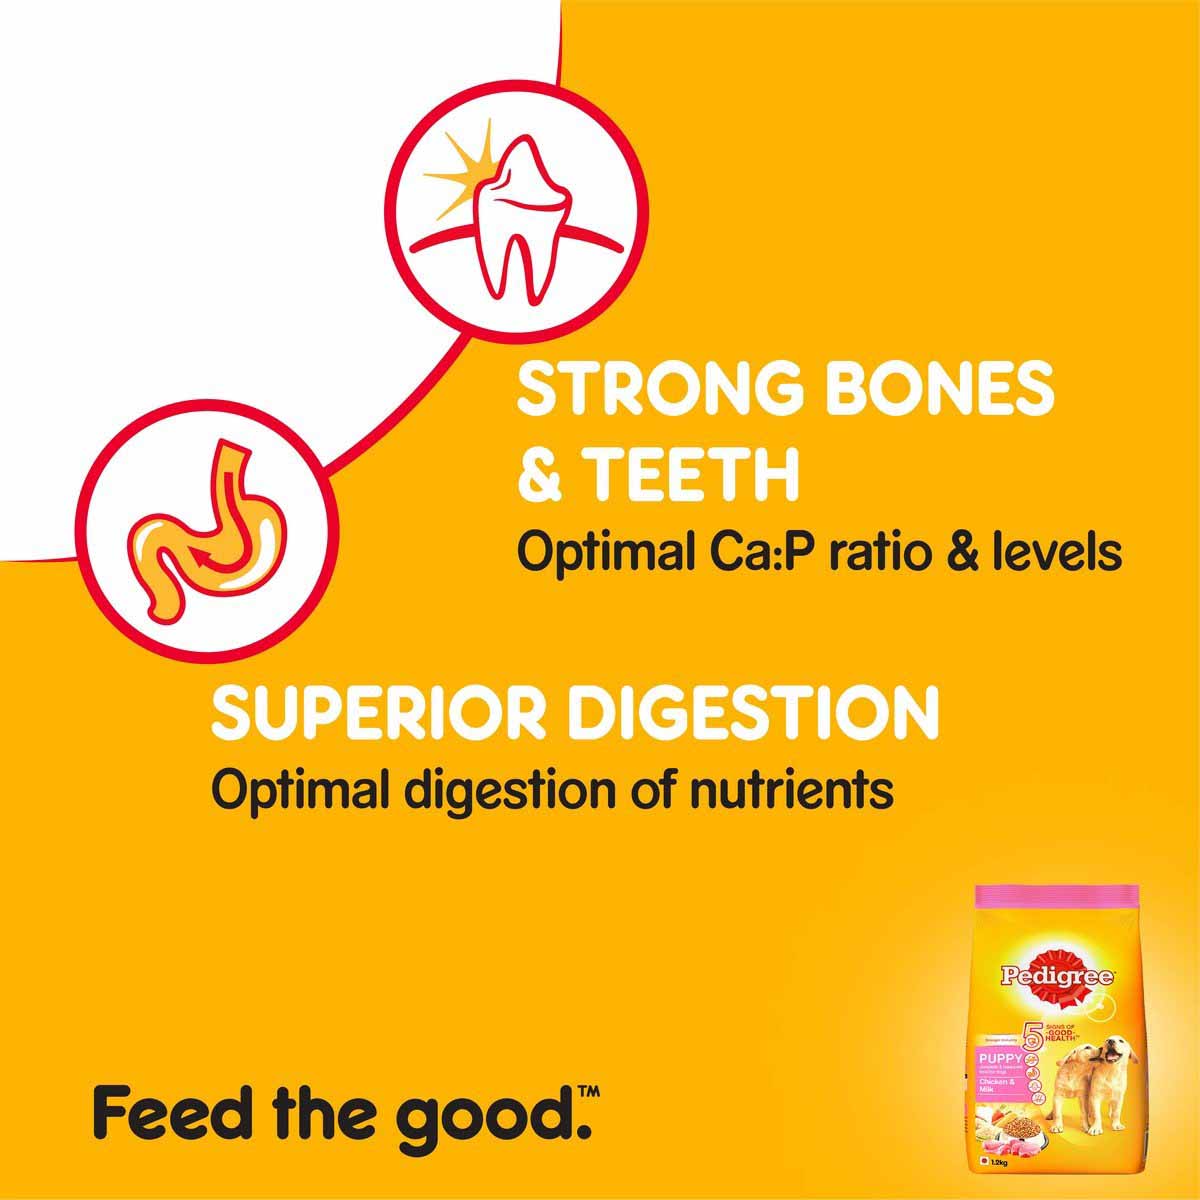 STRONG BONES
& TEETH
Optimal Ca:P ratio & levels
SUPERIOR DIGESTION
Optimal digestion of nutrients
Feed the good.™
Pedigree
5 SIGNS OF
GOOD
HEALTH™
PUPPY
Chicken &
Milk
1.2kg